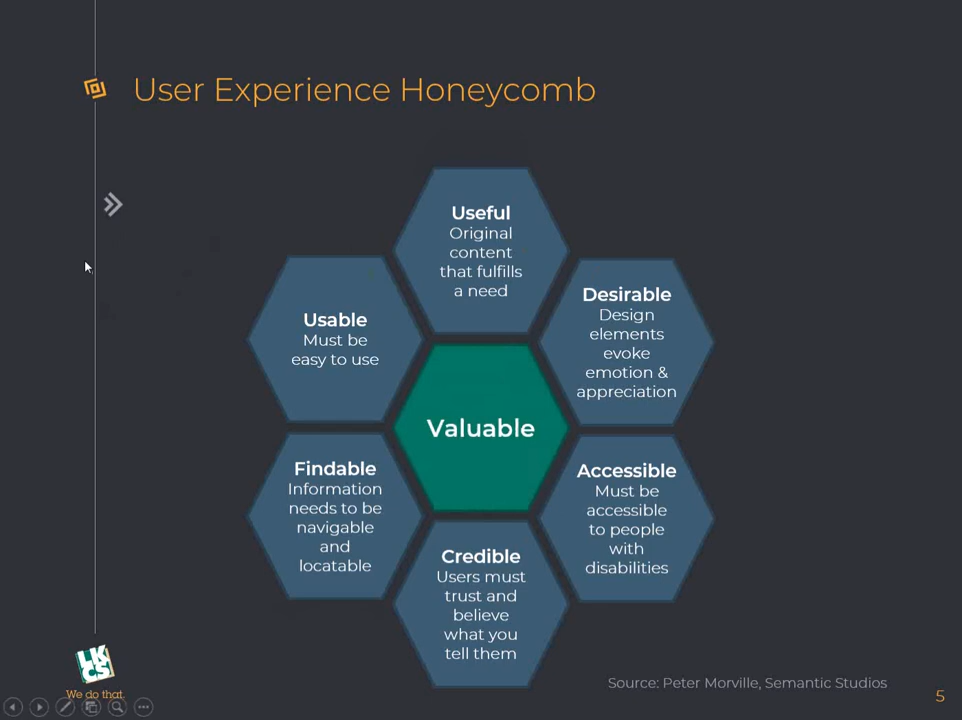 User Experience Honeycomb
Useful
Original
content
that fulfills
a need
Usable
Must be
easy to use
Desirable
Design
elements
evoke
emotion &
appreciation
Valuable
Findable
Information
needs to be
navigable
and
locatable
Accessible
Must be
accessible
to people
with
disabilities
Credible
Users must
trust and
believe
what you
tell them
LK
CS
We do that.
Source: Peter Morville, Semantic Studios
5